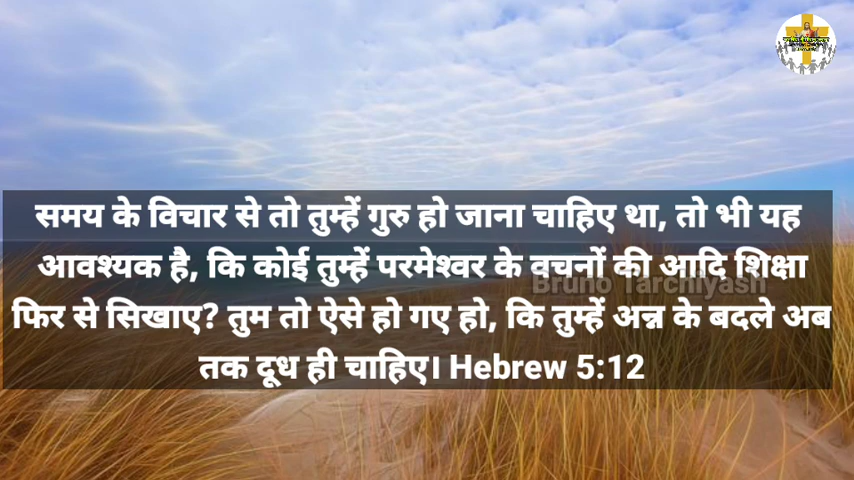 समय के विचार से तो तुम्हें गुरु हो जाना चाहिए था, तो भी यह
आवश्यक है, कि कोई तुम्हें परमेश्वर के वचनों की आदि शिक्षा
Bruno Tarchiyash
फिर से सिखाए? तुम तो ऐसे हो गए हो, कि तुम्हें अन्न के बदले अब
तक दूध ही चाहिए। Hebrew 5:12